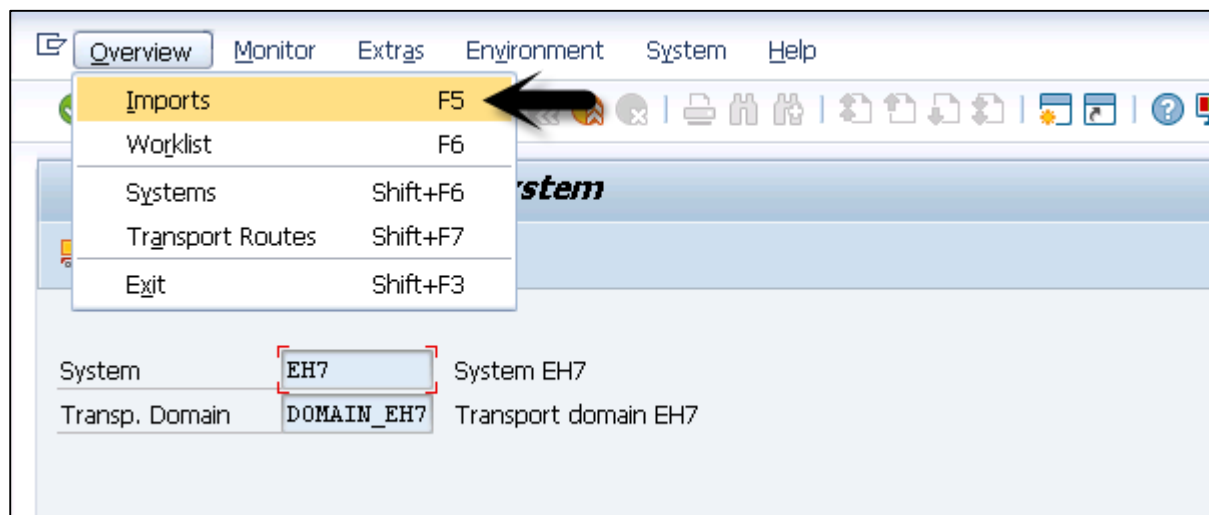 Overview Monitor Extras Environment System Help
Imports F5
Worklist F6
Systems Shift+F6
Transport Routes Shift+F7
Exit Shift+F3
System EH7 System EH7
Transp. Domain DOMAIN_EH7 Transport domain EH7